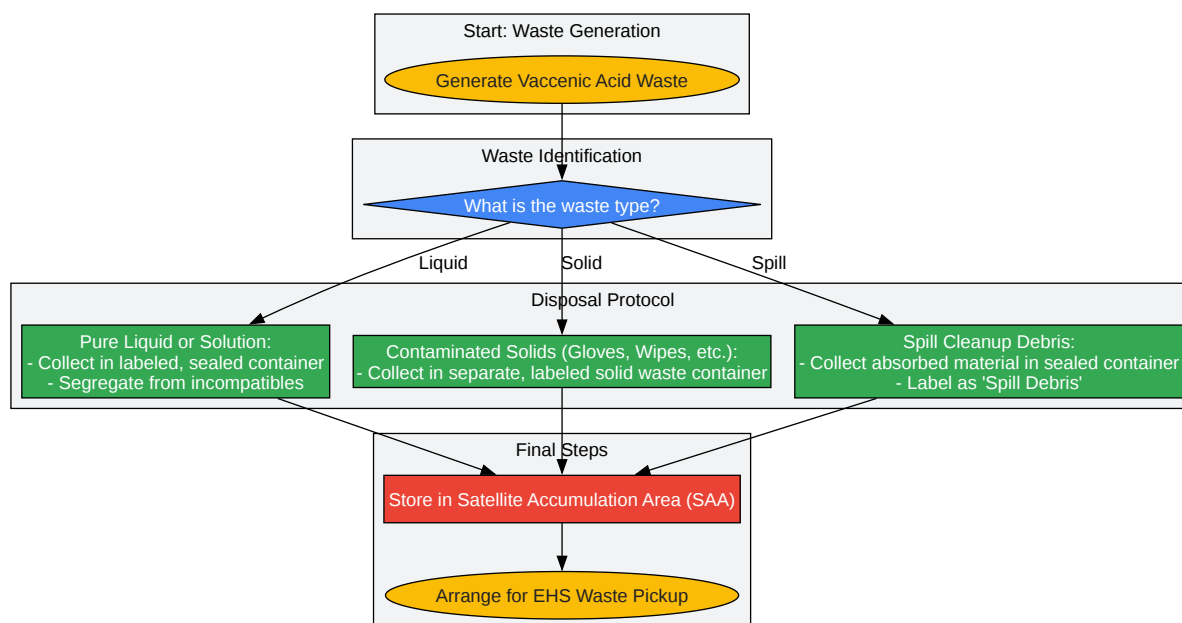 Start: Waste Generation
Generate Vaccenic Acid Waste
Waste Identification
What is the waste type?
Liquid
Solid
Spill
Disposal Protocol
Pure Liquid or Solution:
- Collect in labeled, sealed container
- Segregate from incompatibles
Contaminated Solids (Gloves, Wipes, etc.):
- Collect in separate, labeled solid waste container
Spill Cleanup Debris:
- Collect absorbed material in sealed container
- Label as 'Spill Debris'
Final Steps
Store in Satellite Accumulation Area (SAA)
Arrange for EHS Waste Pickup